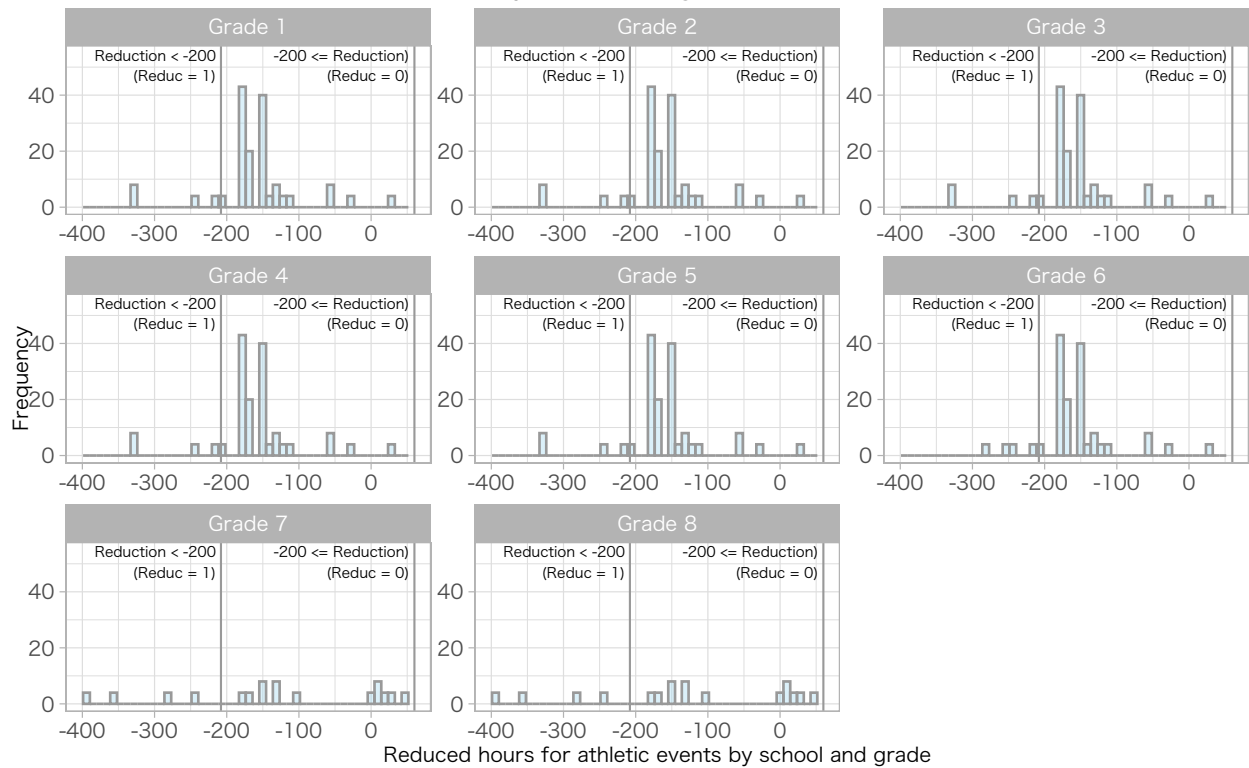 Grade 1
Grade 2
Grade 3
Reduction < -200
(Reduc = 1)
-200 <= Reduction)
(Reduc = 0)
Reduction < -200
(Reduc = 1)
-200 <= Reduction)
(Reduc = 0)
Reduction < -200
(Reduc = 1)
-200 <= Reduction)
(Reduc = 0)
40
20
0
40
20
0
40
20
0
-400 -300 -200 -100 0
-400 -300 -200 -100 0
-400 -300 -200 -100 0
Grade 4
Grade 5
Grade 6
Reduction < -200
(Reduc = 1)
-200 <= Reduction)
(Reduc = 0)
Reduction < -200
(Reduc = 1)
-200 <= Reduction)
(Reduc = 0)
Reduction < -200
(Reduc = 1)
-200 <= Reduction)
(Reduc = 0)
Frequency
40
20
0
40
20
0
40
20
0
-400 -300 -200 -100 0
-400 -300 -200 -100 0
-400 -300 -200 -100 0
Grade 7
Grade 8
Reduction < -200
(Reduc = 1)
-200 <= Reduction)
(Reduc = 0)
Reduction < -200
(Reduc = 1)
-200 <= Reduction)
(Reduc = 0)
40
20
0
40
20
0
-400 -300 -200 -100 0
-400 -300 -200 -100 0
Reduced hours for athletic events by school and grade